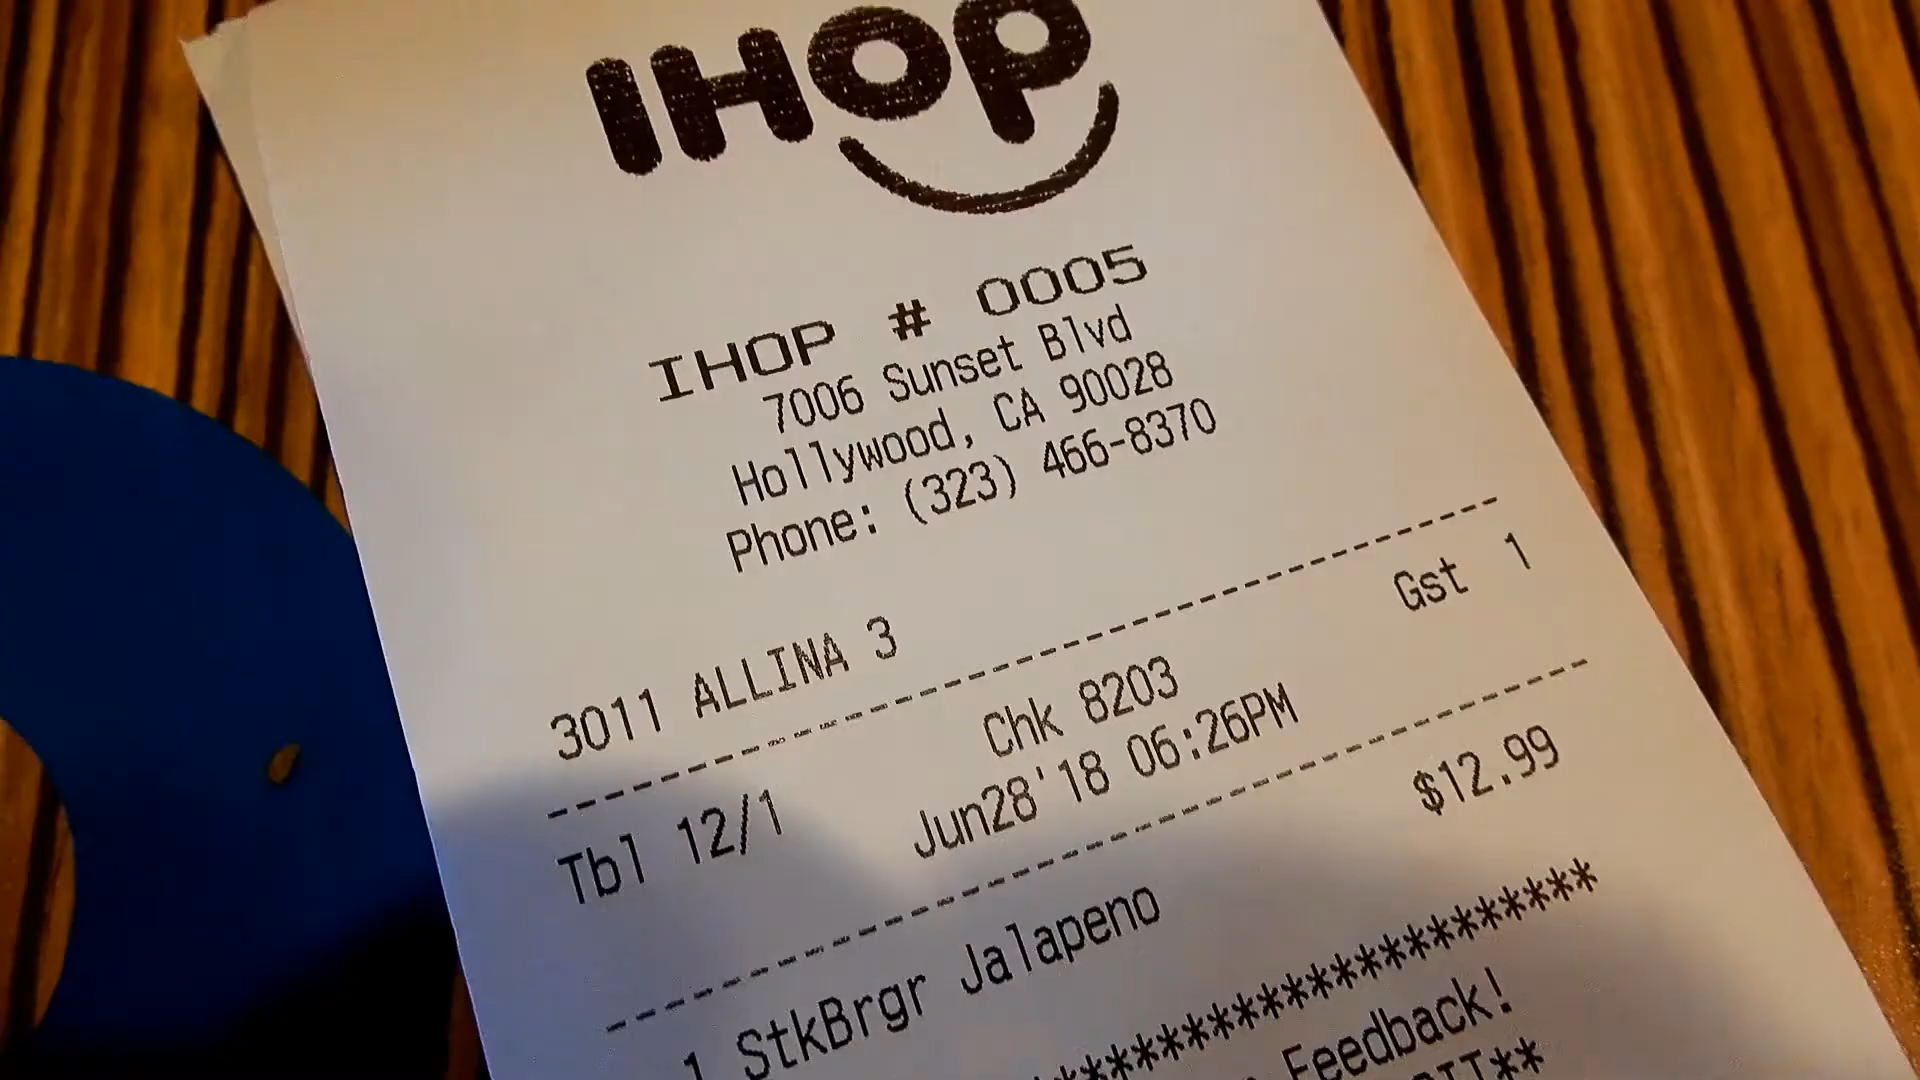 IHOP
IHOP # 0005
7006 Sunset Blvd
Hollywood, CA 90028
Phone: (323) 466-8370
3011 ALLINA 3
Tbl 12/1 Chk 8203 Gst 1
Jun28'18 06:26PM
1 StkBrgr Jalapeno $12.99
*************************
Feedback!
**